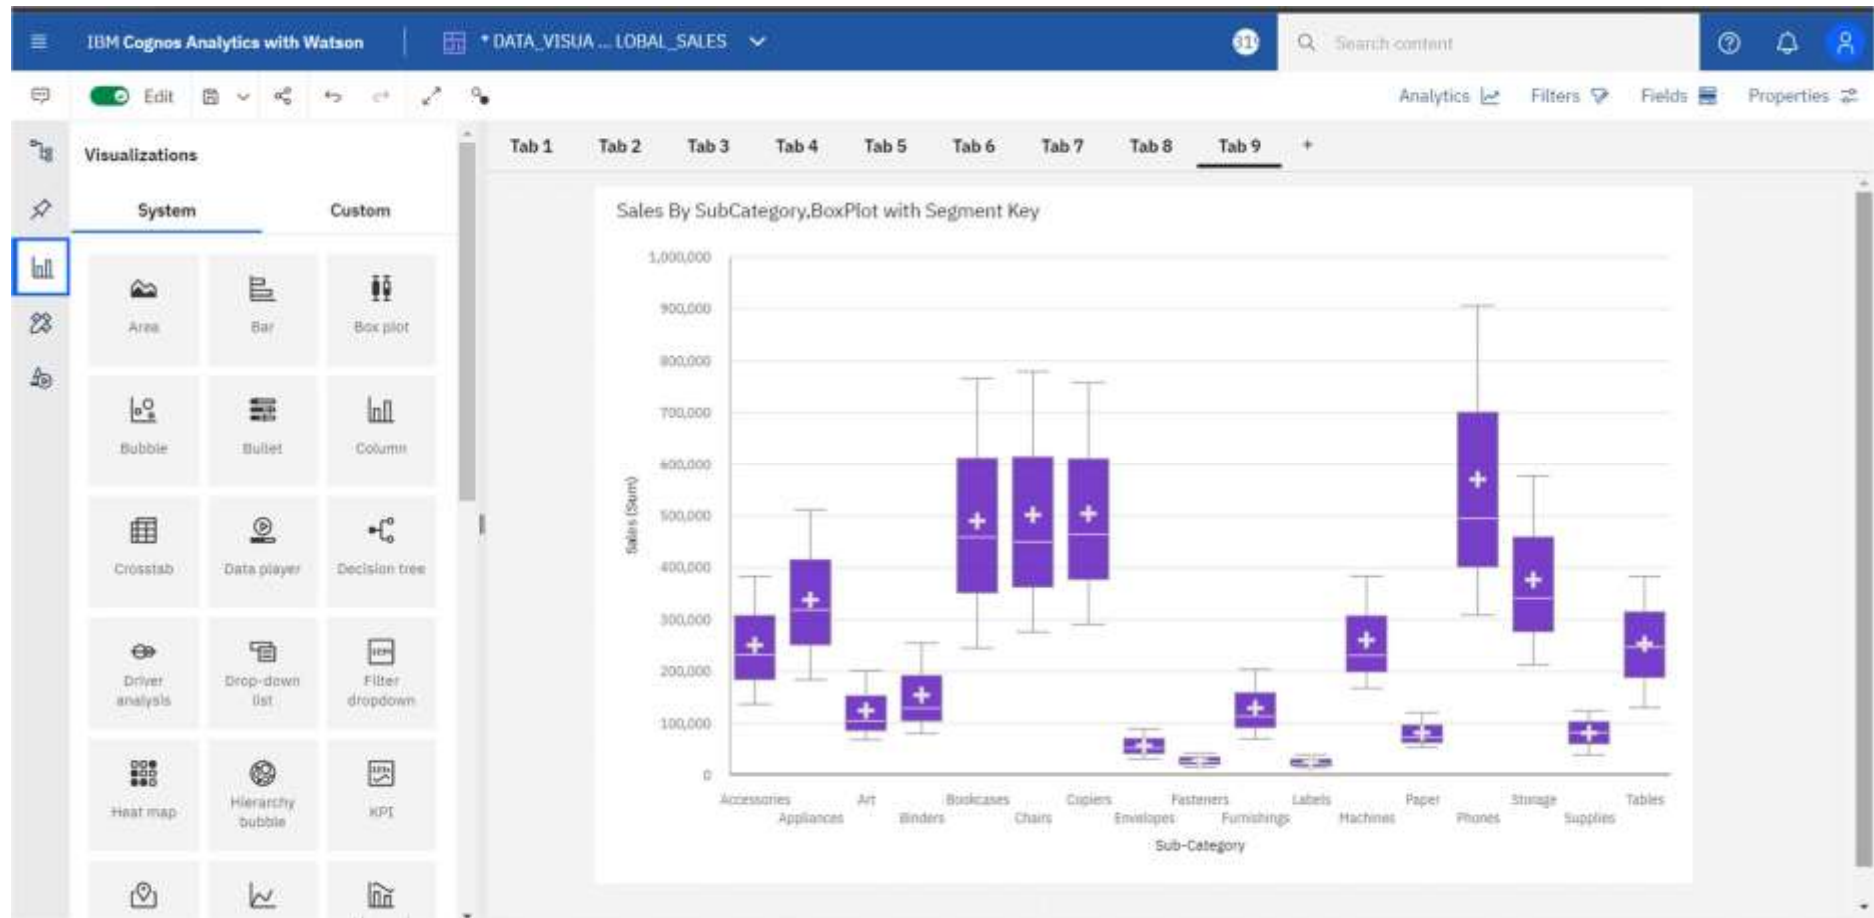 IBM Cognos Analytics with Watson
* DATA_VISUA ... LOBAL_SALES
Search content
Edit
Analytics
Filters
Fields
Properties
Visualizations
System
Custom
Area
Bar
Box plot
Bubble
Bullet
Column
Crosstab
Data player
Decision tree
Driver
analysis
Drop-down
list
Filter
dropdown
Heat map
Hierarchy
bubble
KPI
Tab 1
Tab 2
Tab 3
Tab 4
Tab 5
Tab 6
Tab 7
Tab 8
Tab 9
+
Sales By SubCategory,BoxPlot with Segment Key
1,000,000
900,000
800,000
700,000
600,000
500,000
400,000
300,000
200,000
100,000
0
Sales (Sum)
Accessories
Appliances
Art
Binders
Bookcases
Chairs
Copiers
Envelopes
Fasteners
Furnishings
Labels
Machines
Paper
Phones
Storage
Supplies
Tables
Sub-Category